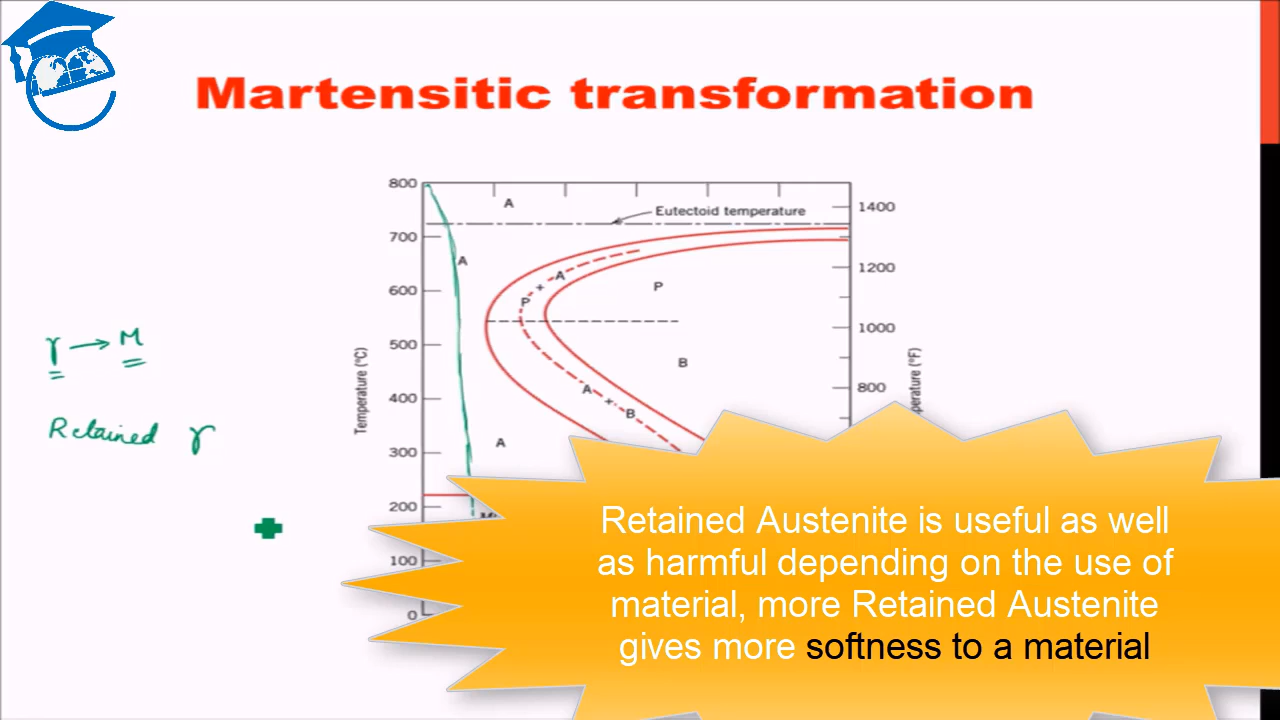 Martensitic transformation
800
A
Eutectoid temperature
1400
700
A
A
1200
600
P
+
P
γ → M
500
1000
B
Temperature (°C)
perature (°F)
400
A
+
B
800
Retained γ
300
A
200
100
0
Retained Austenite is useful as well
as harmful depending on the use of
material, more Retained Austenite
gives more softness to a material